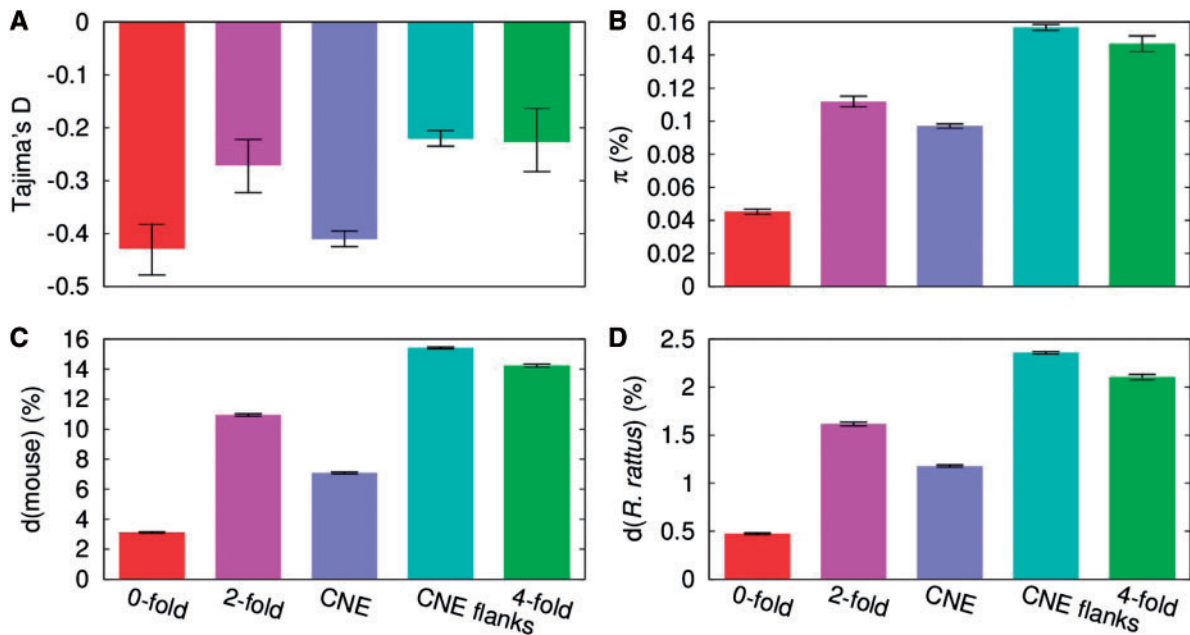 A
Tajima's D
0
-0.1
-0.2
-0.3
-0.4
-0.5
B
π (%)
0.16
0.14
0.12
0.1
0.08
0.06
0.04
0.02
0
C
d(mouse) (%)
16
14
12
10
8
6
4
2
0
0-fold
2-fold
CNE
CNE flanks
4-fold
D
d(R. rattus) (%)
2.5
2
1.5
1
0.5
0
0-fold
2-fold
CNE
CNE flanks
4-fold